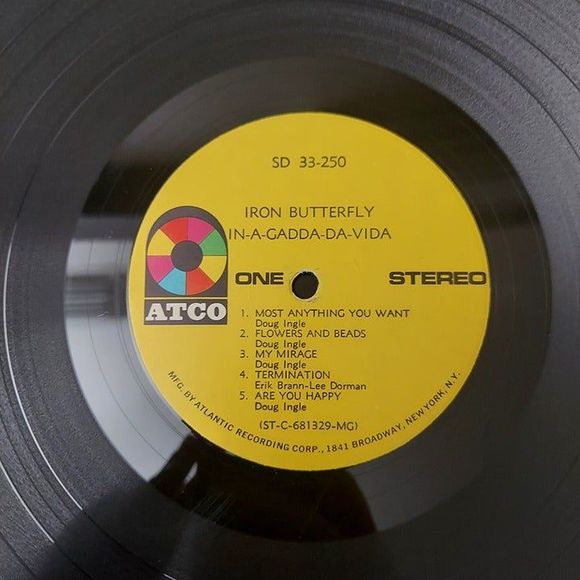 SD 33-250
IRON BUTTERFLY
IN-A-GADDA-DA-VIDA
ATCO
ONE
STEREO
1. MOST ANYTHING YOU WANT
Doug Ingle
2. FLOWERS AND BEADS
Doug Ingle
3. MY MIRAGE
Doug Ingle
4. TERMINATION
Erik Brann-Lee Dorman
5. ARE YOU HAPPY
Doug Ingle
(ST-C-681329-MG)
MFG. BY ATLANTIC RECORDING CORP., 1841 BROADWAY, NEW YORK, N.Y.